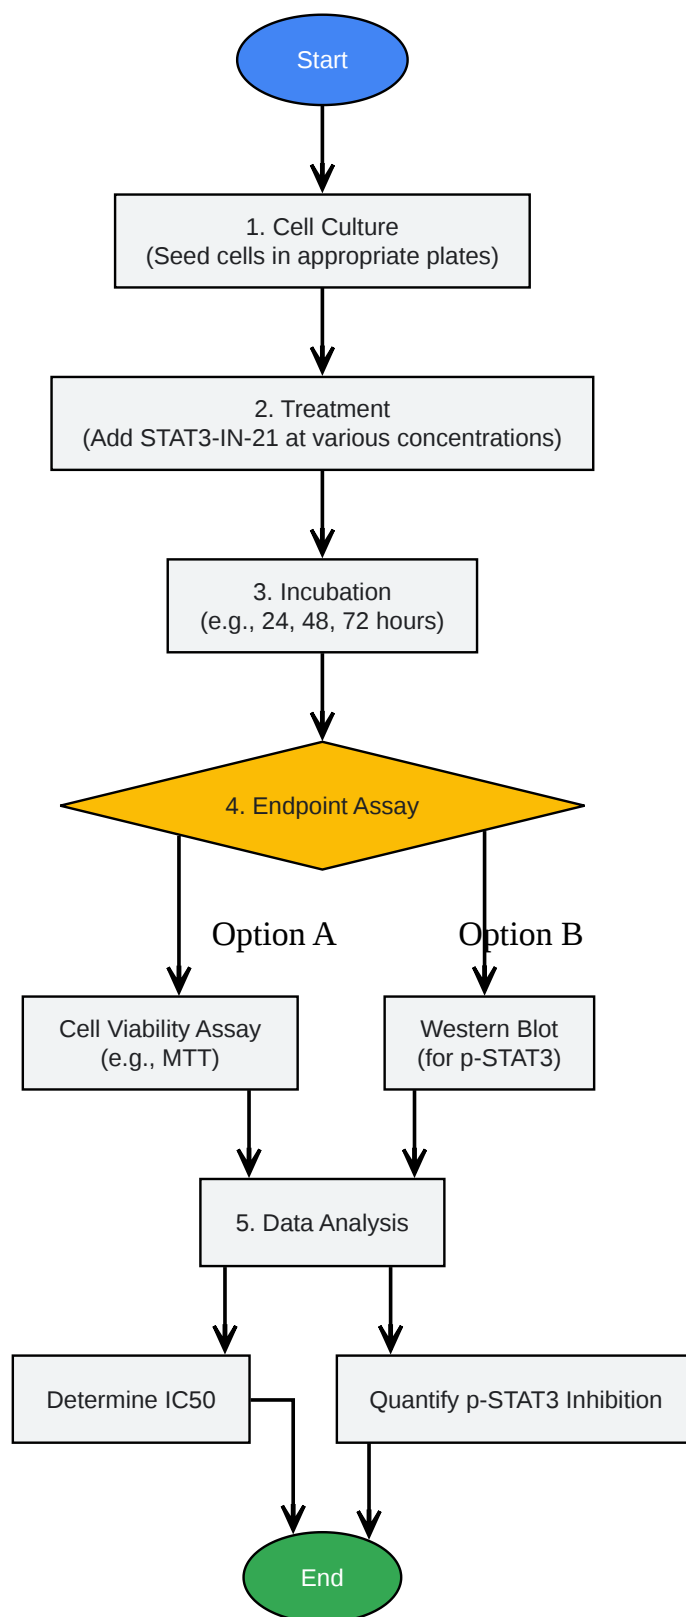 Start
1. Cell Culture
(Seed cells in appropriate plates)
2. Treatment
(Add STAT3-IN-21 at various concentrations)
3. Incubation
(e.g., 24, 48, 72 hours)
4. Endpoint Assay
Option A
Option B
Cell Viability Assay
(e.g., MTT)
Western Blot
(for p-STAT3)
5. Data Analysis
Determine IC50
Quantify p-STAT3 Inhibition
End